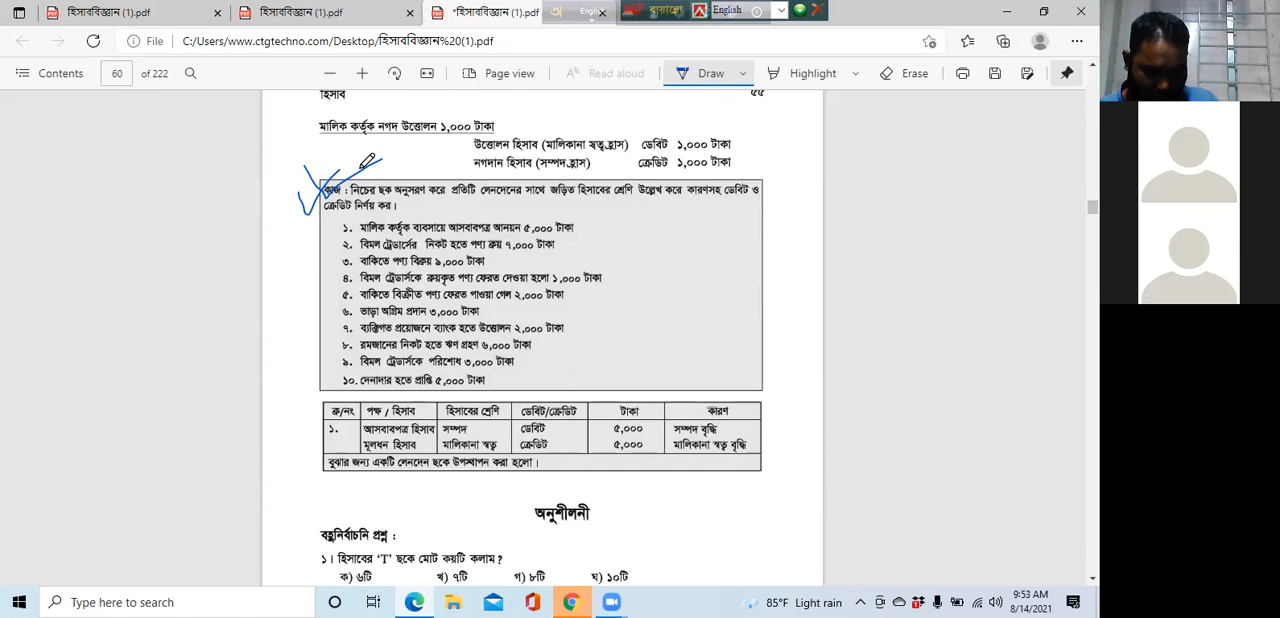 হিসাববিজ্ঞান (1).pdf
হিসাববিজ্ঞান (1).pdf
*হিসাববিজ্ঞান (1).pdf
Engli
বায়ান্নো
English
File
C:/Users/www.ctgtechno.com/Desktop/হিসাববিজ্ঞান%20(1).pdf
Contents
60
of 222
Page view
Read aloud
Draw
Highlight
Erase
হিসাব
৫৫
মালিক কর্তৃক নগদ উত্তোলন ১,০০০ টাকা
উত্তোলন হিসাব (মালিকানা স্বত্ব হ্রাস) ডেবিট ১,০০০ টাকা
নগদান হিসাব (সম্পদ হ্রাস) ক্রেডিট ১,০০০ টাকা
কাজ : নিচের ছক অনুসরণ করে প্রতিটি লেনদেনের সাথে জড়িত হিসাবের শ্রেণি উল্লেখ করে কারণসহ ডেবিট ও
ক্রেডিট নির্ণয় কর।
১. মালিক কর্তৃক ব্যবসায়ে আসবাবপত্র আনয়ন ৫,০০০ টাকা
২. বিমল ট্রেডার্সের নিকট হতে পণ্য ক্রয় ৭,০০০ টাকা
৩. বাকিতে পণ্য বিক্রয় ৯,০০০ টাকা
৪. বিমল ট্রেডার্সকে ক্রয়কৃত পণ্য ফেরত দেওয়া হলো ১,০০০ টাকা
৫. বাকিতে বিক্রীত পণ্য ফেরত পাওয়া গেল ২,০০০ টাকা
৬. ভাড়া অগ্রিম প্রদান ৩,০০০ টাকা
৭. ব্যক্তিগত প্রয়োজনে ব্যাংক হতে উত্তোলন ২,০০০ টাকা
৮. রমজানের নিকট হতে ঋণ গ্রহণ ৬,০০০ টাকা
৯. বিমল ট্রেডার্সকে পরিশোধ ৩,০০০ টাকা
১০. দেনাদার হতে প্রাপ্তি ৫,০০০ টাকা
ক্র/নং পক্ষ / হিসাব হিসাবের শ্রেণি ডেবিট/ক্রেডিট টাকা কারণ
১. আসবাবপত্র হিসাব সম্পদ ডেবিট ৫,০০০ সম্পদ বৃদ্ধি
মূলধন হিসাব মালিকানা স্বত্ব ক্রেডিট ৫,০০০ মালিকানা স্বত্ব বৃদ্ধি
বুঝার জন্য একটি লেনদেন ছকে উপস্থাপন করা হলো।
অনুশীলনী
বহুনির্বাচনি প্রশ্ন :
১। হিসাবের ‘T’ ছকে মোট কয়টি কলাম?
ক) ৬টি খ) ৭টি গ) ৮টি ঘ) ১০টি
Type here to search
85°F Light rain
9:53 AM
8/14/2021